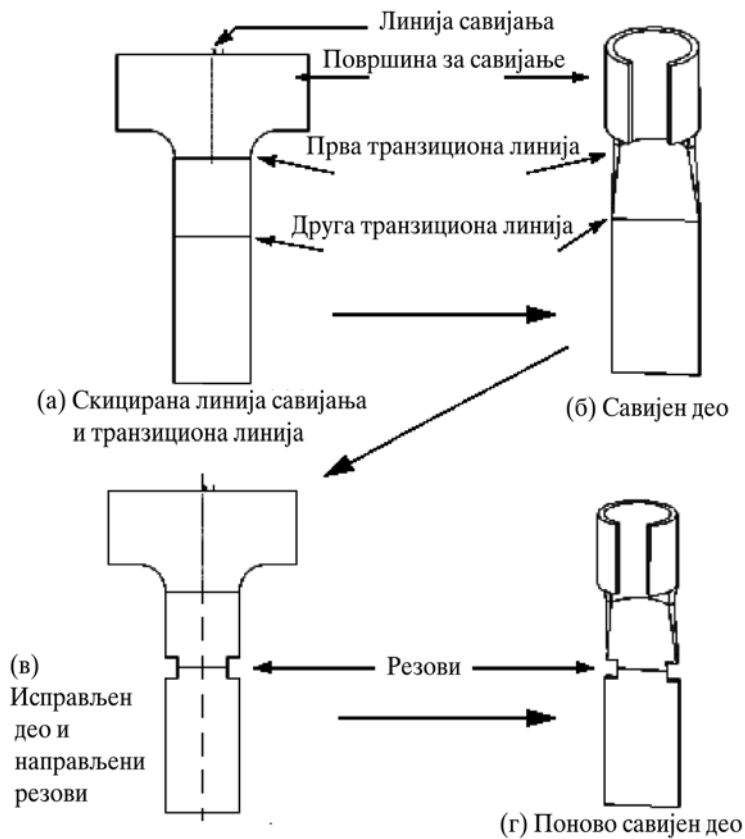 Линија савијања
Површина за савијање
Прва транзициона линија
Друга транзициона линија
(а) Скицирана линија савијања
и транзициона линија
(б) Савијен део
(в)
Исправљен
део и
направљени
резови
Резови
(г) Поново савијен део